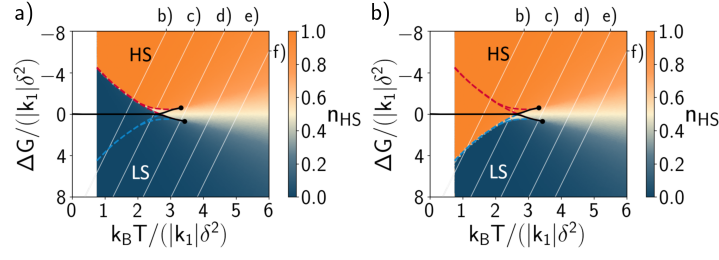 a)
b) c) d) e)
f)
−8
−4
0
4
8
ΔG/(|k₁|δ²)
HS
LS
0 1 2 3 4 5 6
k_BT/(|k₁|δ²)
1.0
0.8
0.6
0.4
0.2
0.0
n_HS
b)
b) c) d) e)
f)
−8
−4
0
4
8
ΔG/(|k₁|δ²)
HS
LS
0 1 2 3 4 5 6
k_BT/(|k₁|δ²)
1.0
0.8
0.6
0.4
0.2
0.0
n_HS